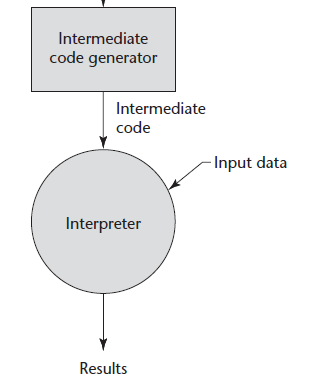 Intermediate
code generator
Intermediate
code
Input data
Interpreter
Results